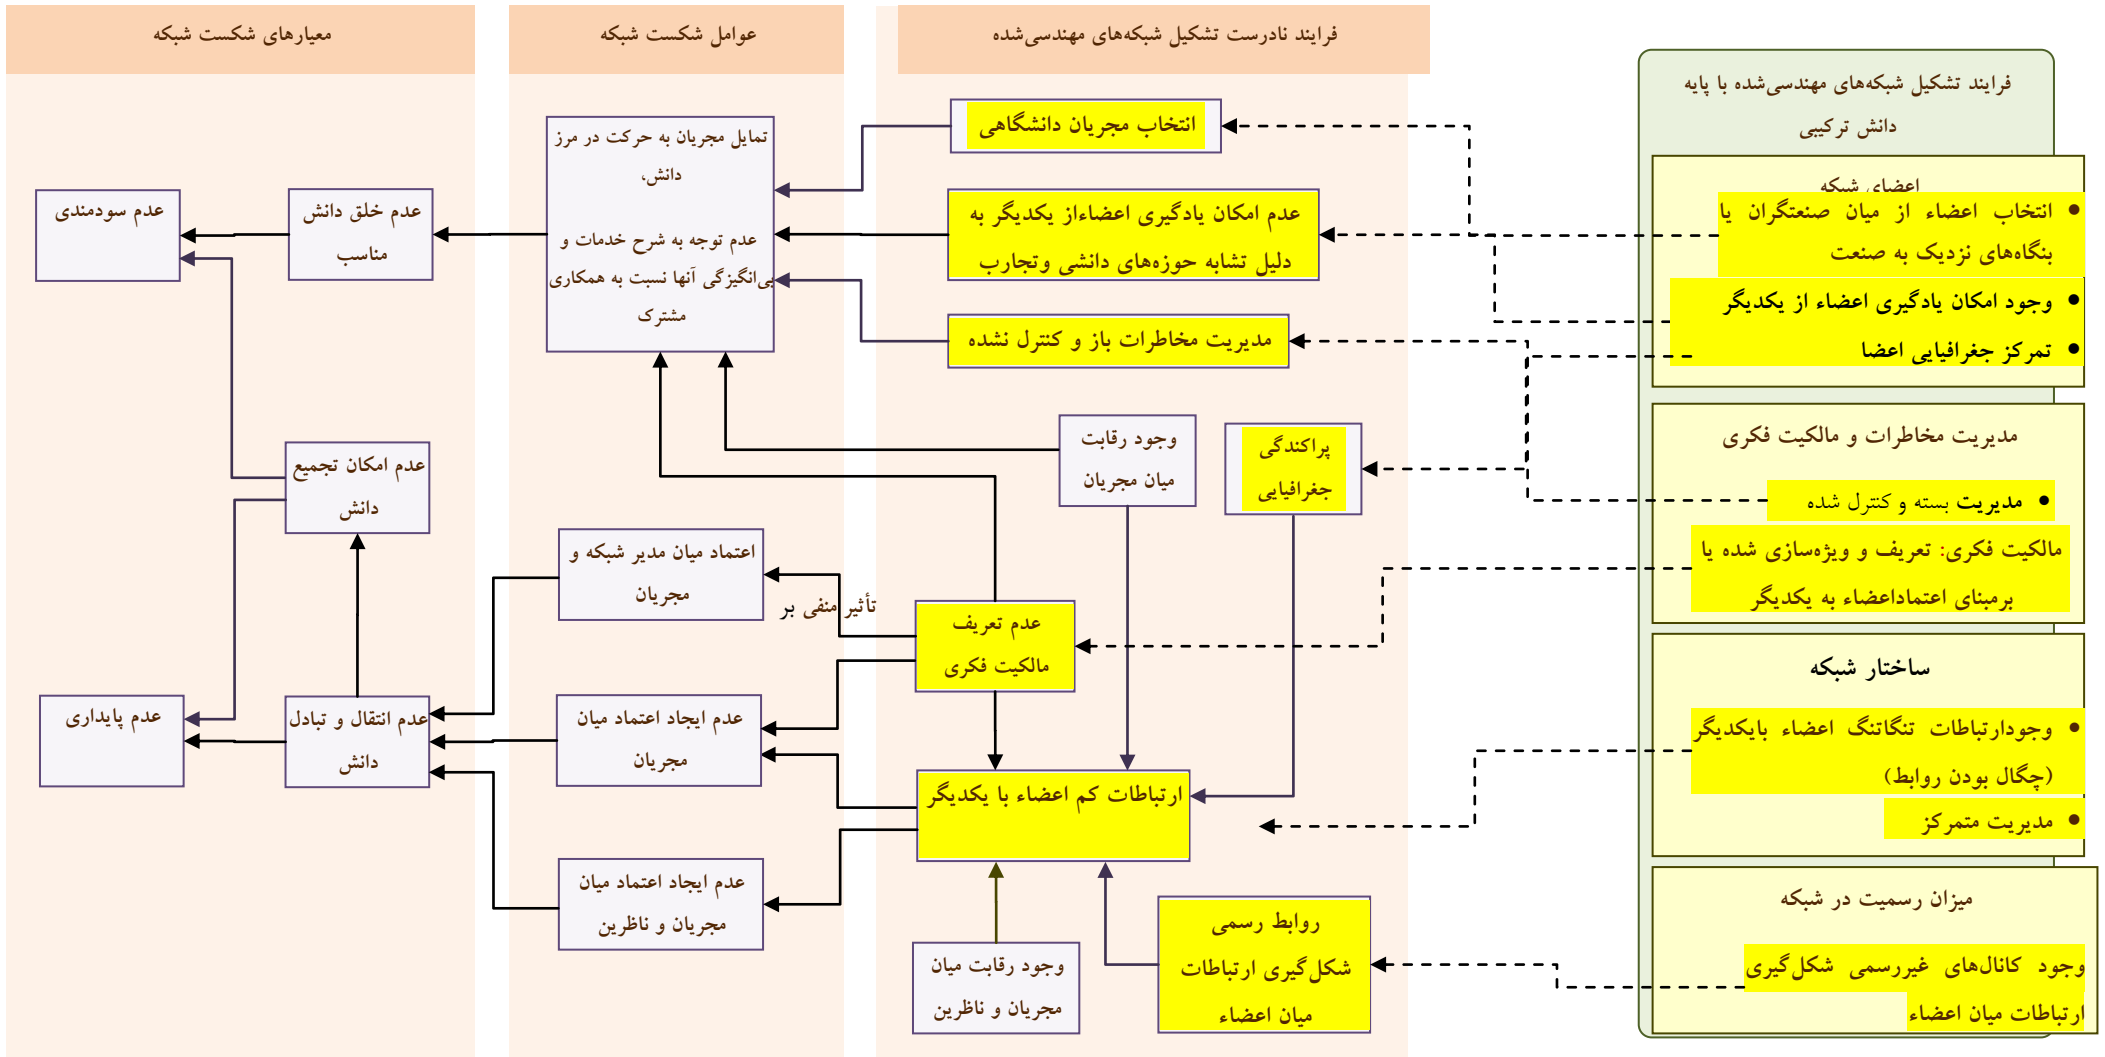 فرایند تشکیل شبکه‌های مهندسی‌شده با پایه
دانش ترکیبی
اعضای شبکه
• انتخاب اعضاء از میان صنعتگران یا
بنگاه‌های نزدیک به صنعت
• وجود امکان یادگیری اعضاء از یکدیگر
• تمرکز جغرافیایی اعضا
مدیریت مخاطرات و مالکیت فکری
• مدیریت بسته و کنترل شده
مالکیت فکری: تعریف و ویژه‌سازی شده یا
برمبنای اعتماداعضاء به یکدیگر
ساختار شبکه
• وجودارتباطات تنگاتنگ اعضاء بایکدیگر
(چگال بودن روابط)
• مدیریت متمرکز
میزان رسمیت در شبکه
وجود کانال‌های غیررسمی شکل‌گیری
ارتباطات میان اعضاء
فرایند نادرست تشکیل شبکه‌های مهندسی‌شده
انتخاب مجریان دانشگاهی
عدم امکان یادگیری اعضاءاز یکدیگر به
دلیل تشابه حوزه‌های دانشی وتجارب
مدیریت مخاطرات باز و کنترل نشده
پراکندگی
جغرافیایی
وجود رقابت
میان مجریان
عدم تعریف
مالکیت فکری
ارتباطات کم اعضاء با یکدیگر
روابط رسمی
شکل‌گیری ارتباطات
میان اعضاء
وجود رقابت میان
مجریان و ناظرین
عوامل شکست شبکه
تمایل مجریان به حرکت در مرز
دانش،
عدم توجه به شرح خدمات و
بی‌انگیزگی آنها نسبت به همکاری
مشترک
اعتماد میان مدیر شبکه و
مجریان
تأثیر منفی بر
عدم ایجاد اعتماد میان
مجریان
عدم ایجاد اعتماد میان
مجریان و ناظرین
معیارهای شکست شبکه
عدم خلق دانش
مناسب
عدم سودمندی
عدم امکان تجمیع
دانش
عدم انتقال و تبادل
دانش
عدم پایداری